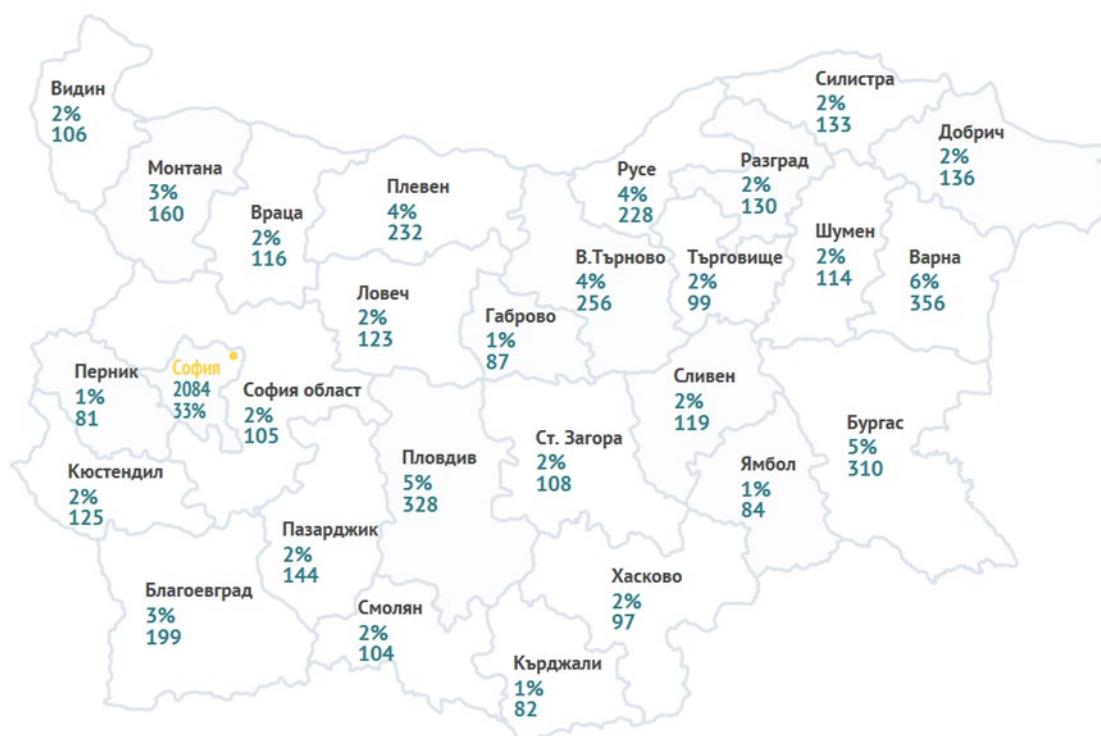 Видин
2%
106
Монтана
3%
160
Враца
2%
116
Плевен
4%
232
Ловеч
2%
123
Русе
4%
228
Силистра
2%
133
Разград
2%
130
Добрич
2%
136
В.Търново
4%
256
Търговище
2%
99
Шумен
2%
114
Варна
6%
356
Габрово
1%
87
Перник
1%
81
София
2084
33%
София област
2%
105
Сливен
2%
119
Бургас
5%
310
Кюстендил
2%
125
Пловдив
5%
328
Ст. Загора
2%
108
Ямбол
1%
84
Пазарджик
2%
144
Благоевград
3%
199
Смолян
2%
104
Хасково
2%
97
Кърджали
1%
82